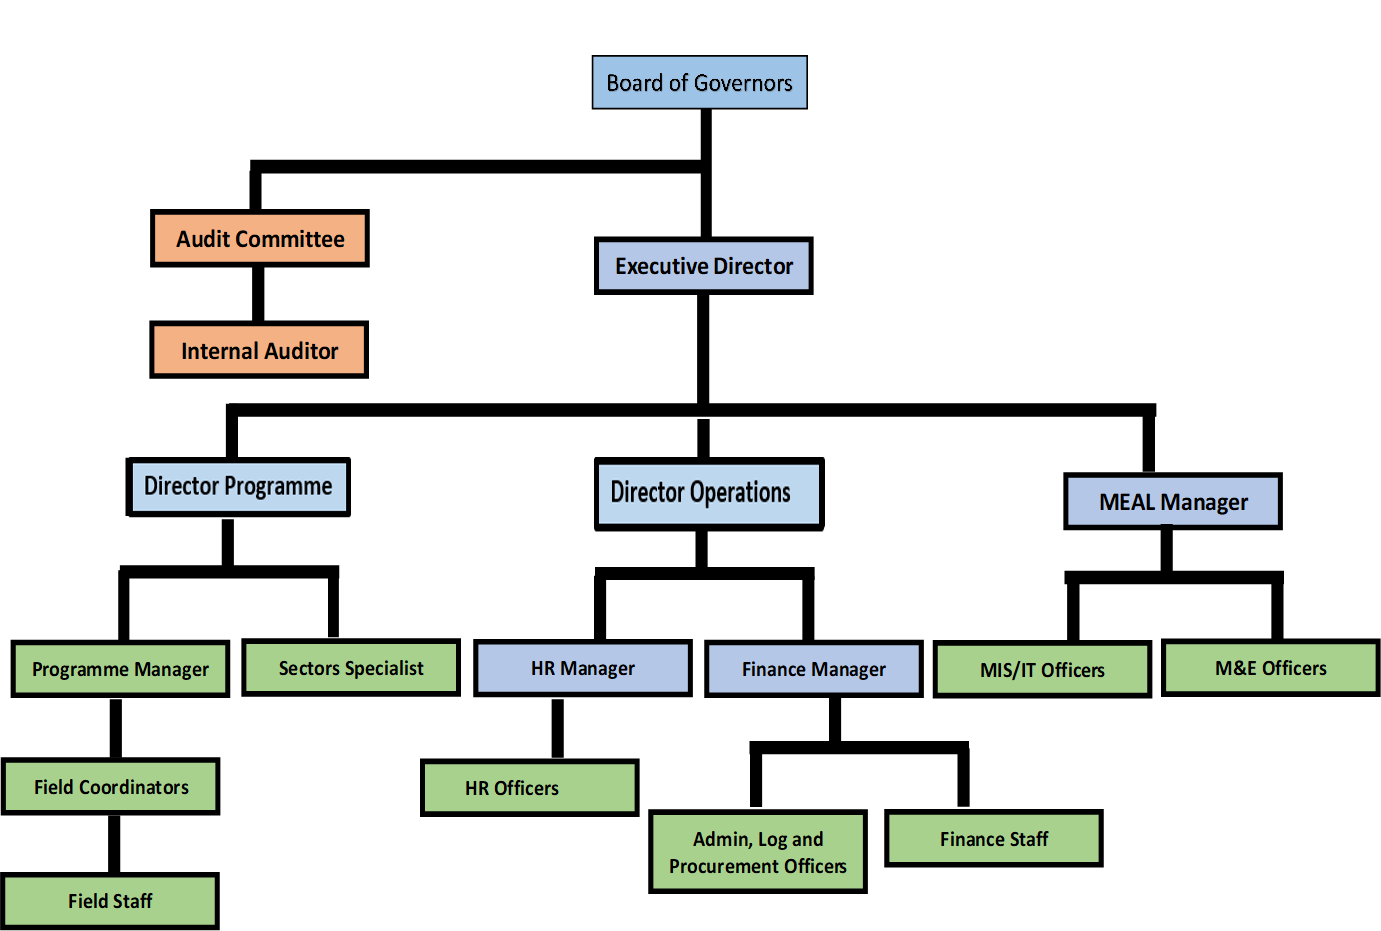 Board of Governors
Audit Committee
Executive Director
Internal Auditor
Director Programme
Director Operations
MEAL Manager
Programme Manager
Sectors Specialist
HR Manager
Finance Manager
MIS/IT Officers
M&E Officers
Field Coordinators
HR Officers
Admin, Log and
Procurement Officers
Finance Staff
Field Staff